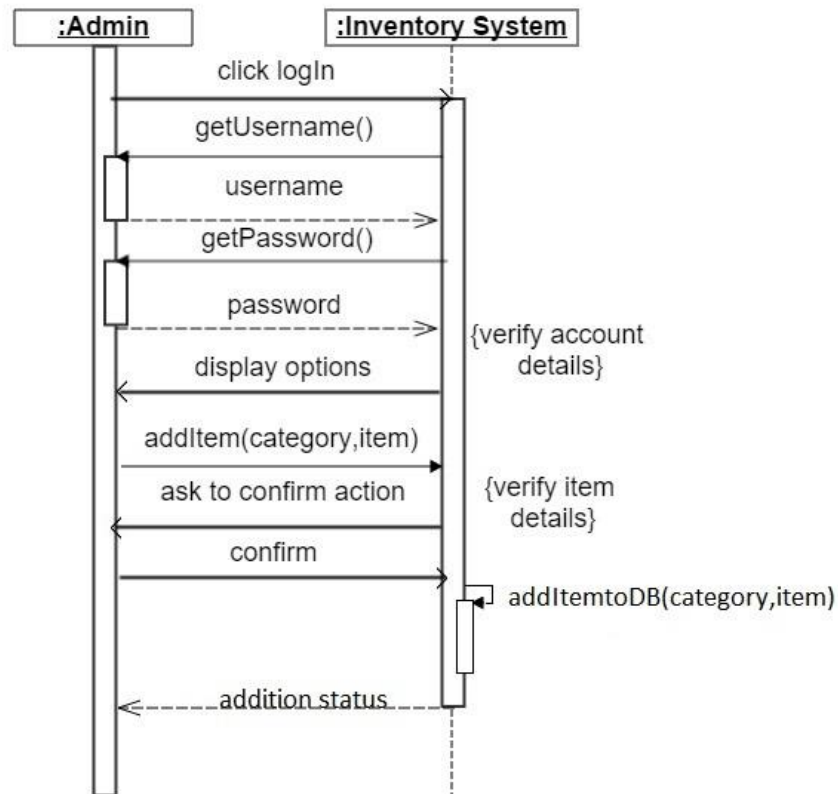 :Admin
:Inventory System
click logIn
getUsername()
username
getPassword()
password
{verify account
details}
display options
addItem(category,item)
ask to confirm action
{verify item
details}
confirm
addItemtoDB(category,item)
addition status